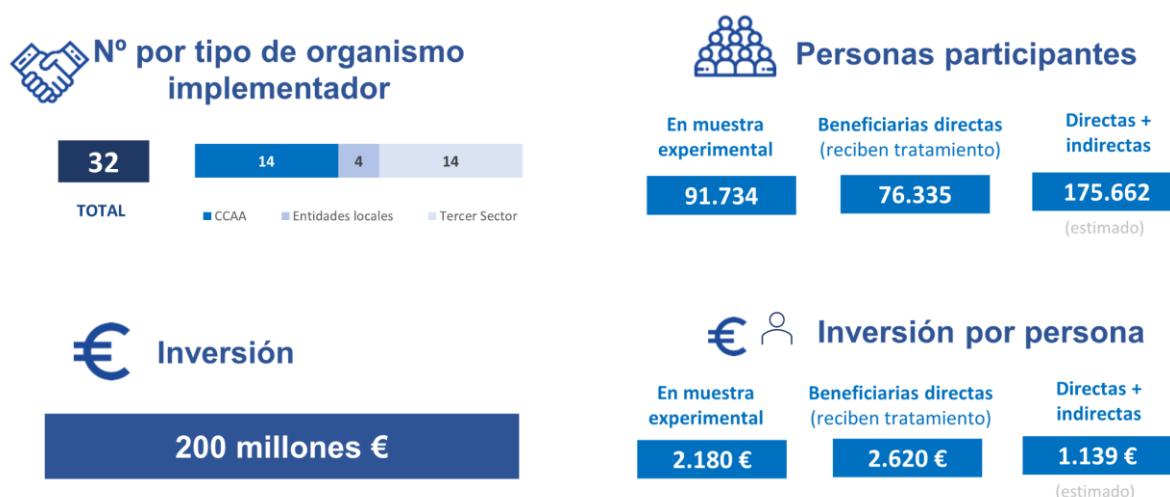 Nº por tipo de organismo
implementador
32
TOTAL
14
4
14
CCAA
Entidades locales
Tercer Sector
Personas participantes
En muestra
experimental
91.734
Beneficiarias directas
(reciben tratamiento)
76.335
Directas +
indirectas
175.662
(estimado)
€ Inversión
200 millones €
€ Inversión por persona
En muestra
experimental
2.180 €
Beneficiarias directas
(reciben tratamiento)
2.620 €
Directas +
indirectas
1.139 €
(estimado)